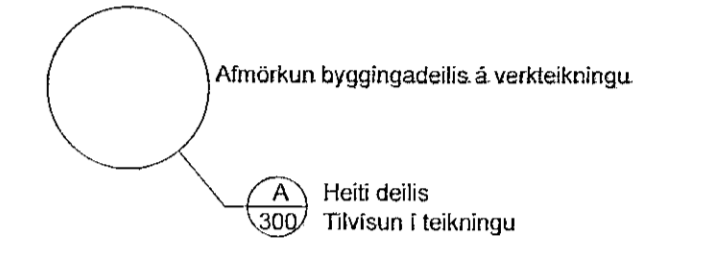 Afmörkun byggingadeilis á verkteikningu
A
Heiti deilis
300
Tilvísun í teikningu